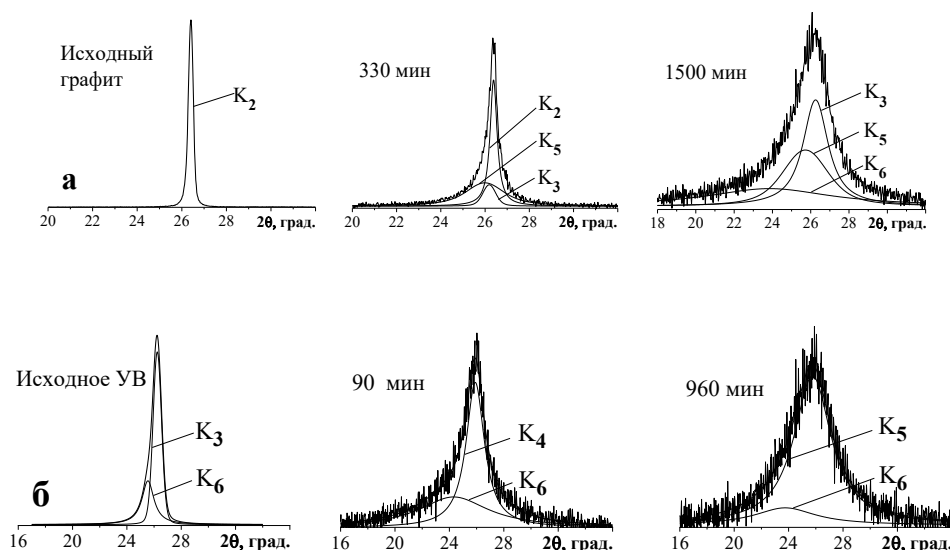 Исходный
графит
K2
а
20 22 24 26 28 2θ, град.
330 мин
K2
K5
K3
20 22 24 26 28 2θ, град.
1500 мин
K3
K5
K6
18 20 22 24 26 28 2θ, град.
Исходное УВ
K3
K6
б
16 20 24 26 28 2θ, град.
90 мин
K4
K6
16 20 24 26 28 2θ, град.
960 мин
K5
K6
16 20 24 26 28 2θ, град.